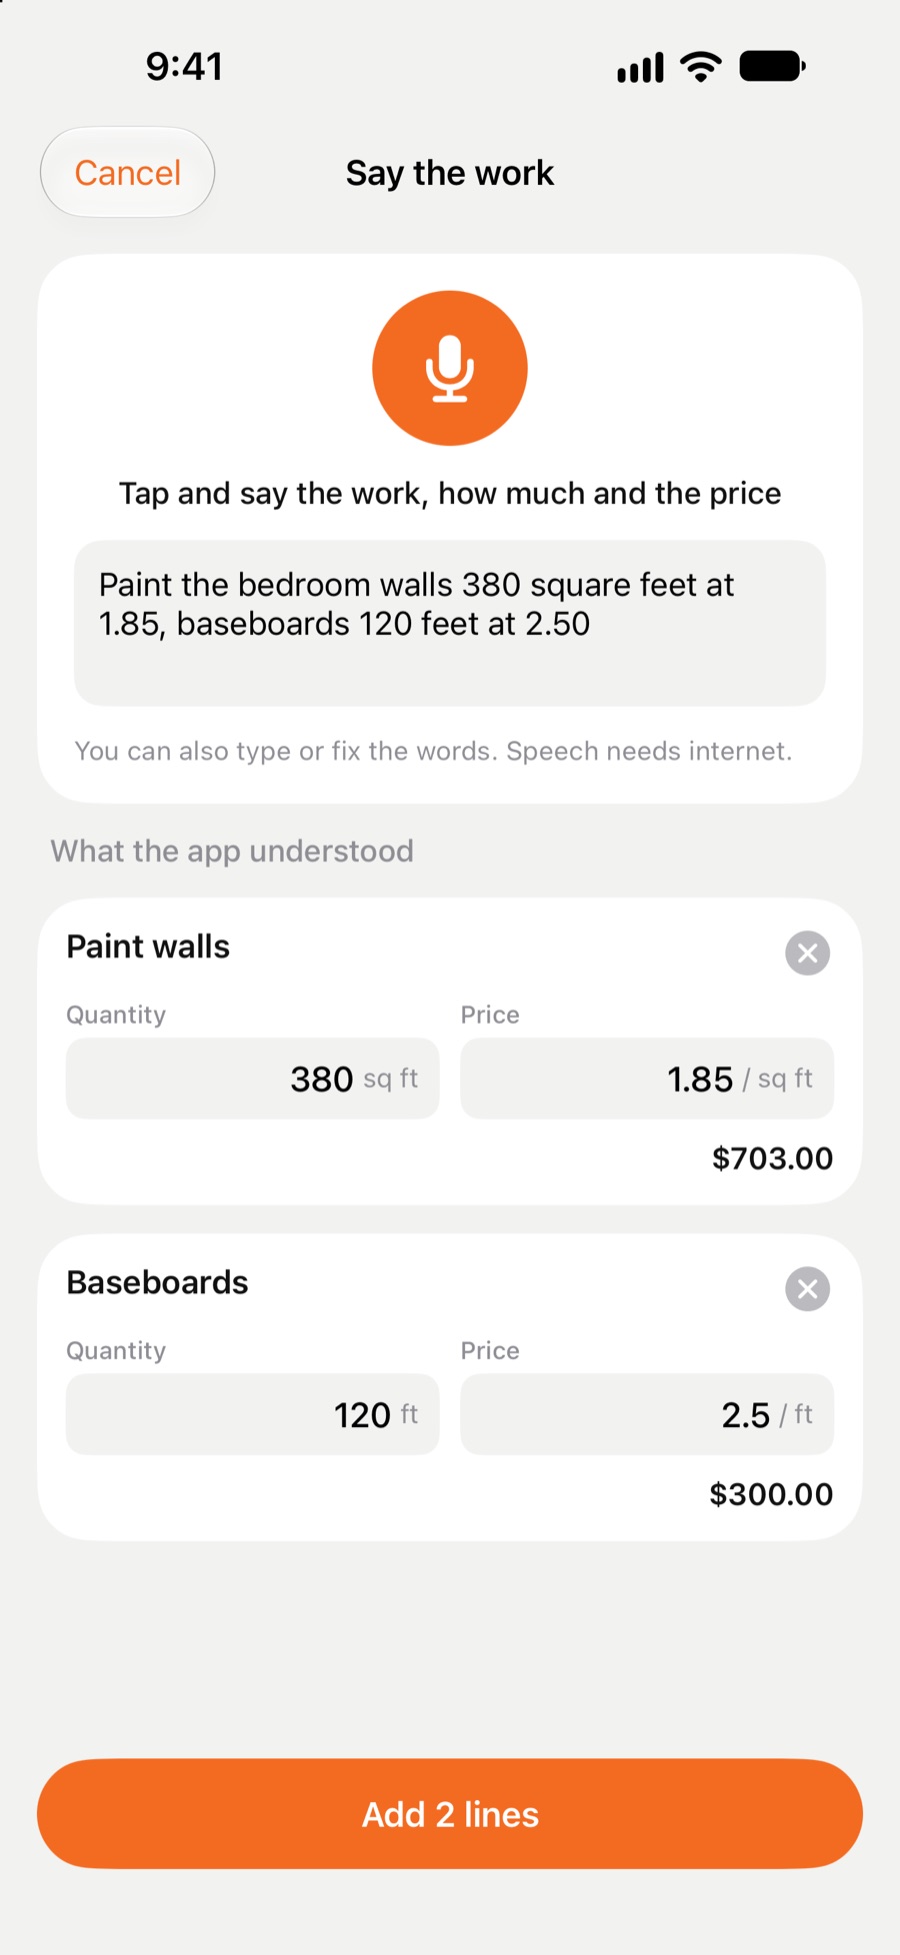 9:41
Cancel
Say the work
Tap and say the work, how much and the price
Paint the bedroom walls 380 square feet at
1.85, baseboards 120 feet at 2.50
You can also type or fix the words. Speech needs internet.
What the app understood
Paint walls
Quantity Price
380 sq ft 1.85 / sq ft
$703.00
Baseboards
Quantity Price
120 ft 2.5 / ft
$300.00
Add 2 lines